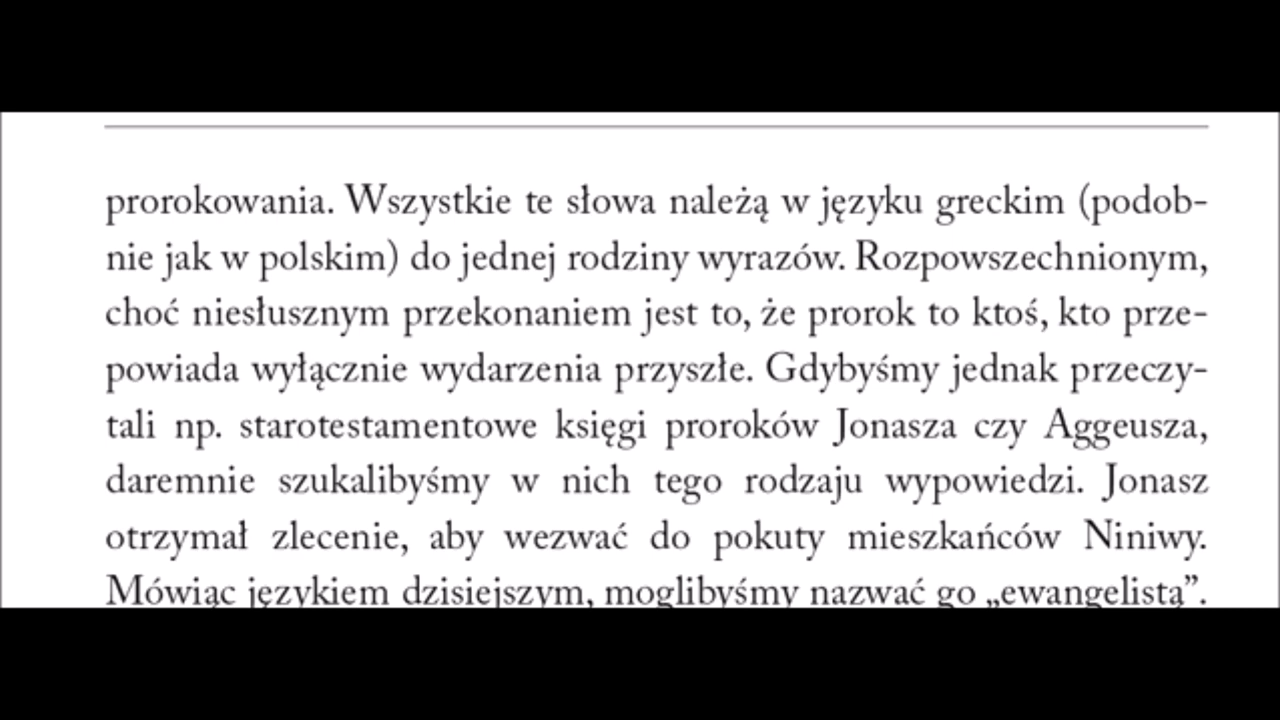 prorokowania. Wszystkie te słowa należą w języku greckim (podob-
nie jak w polskim) do jednej rodziny wyrazów. Rozpowszechnionym,
choć niesłusznym przekonaniem jest to, że prorok to ktoś, kto prze-
powiada wyłącznie wydarzenia przyszłe. Gdybyśmy jednak przeczy-
tali np. starotestamentowe księgi proroków Jonasza czy Aggeusza,
daremnie szukalibyśmy w nich tego rodzaju wypowiedzi. Jonasz
otrzymał zlecenie, aby wezwać do pokuty mieszkańców Niniwy.
Mówiąc językiem dzisiejszym, moglibyśmy nazwać go „ewangelistą”.